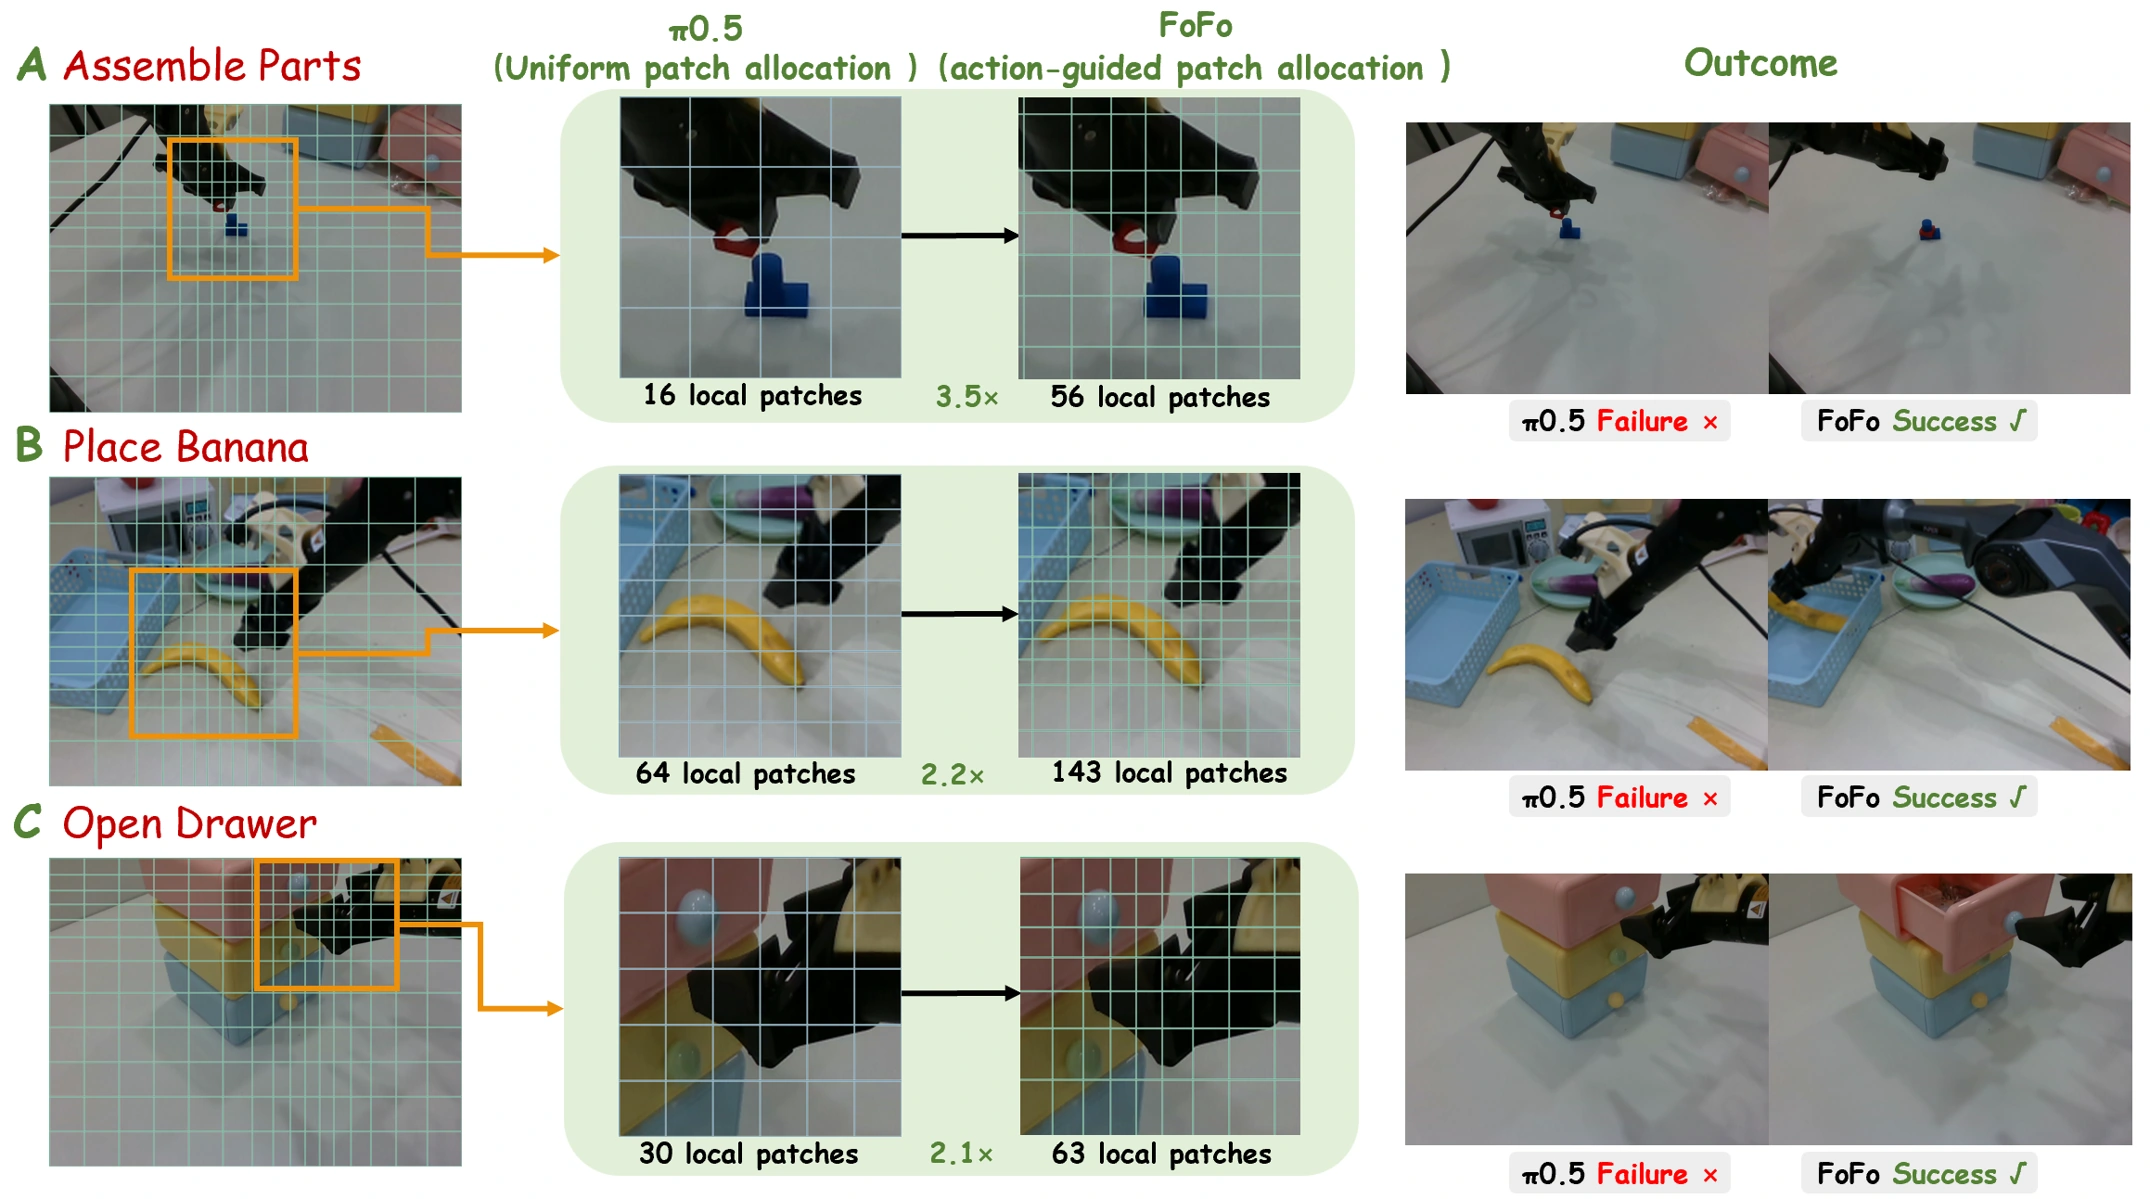 π0.5
(Uniform patch allocation )
FoFo
(action-guided patch allocation )
Outcome
A Assemble Parts
16 local patches
3.5×
56 local patches
π0.5 Failure ×
FoFo Success √
B Place Banana
64 local patches
2.2×
143 local patches
π0.5 Failure ×
FoFo Success √
C Open Drawer
30 local patches
2.1×
63 local patches
π0.5 Failure ×
FoFo Success √